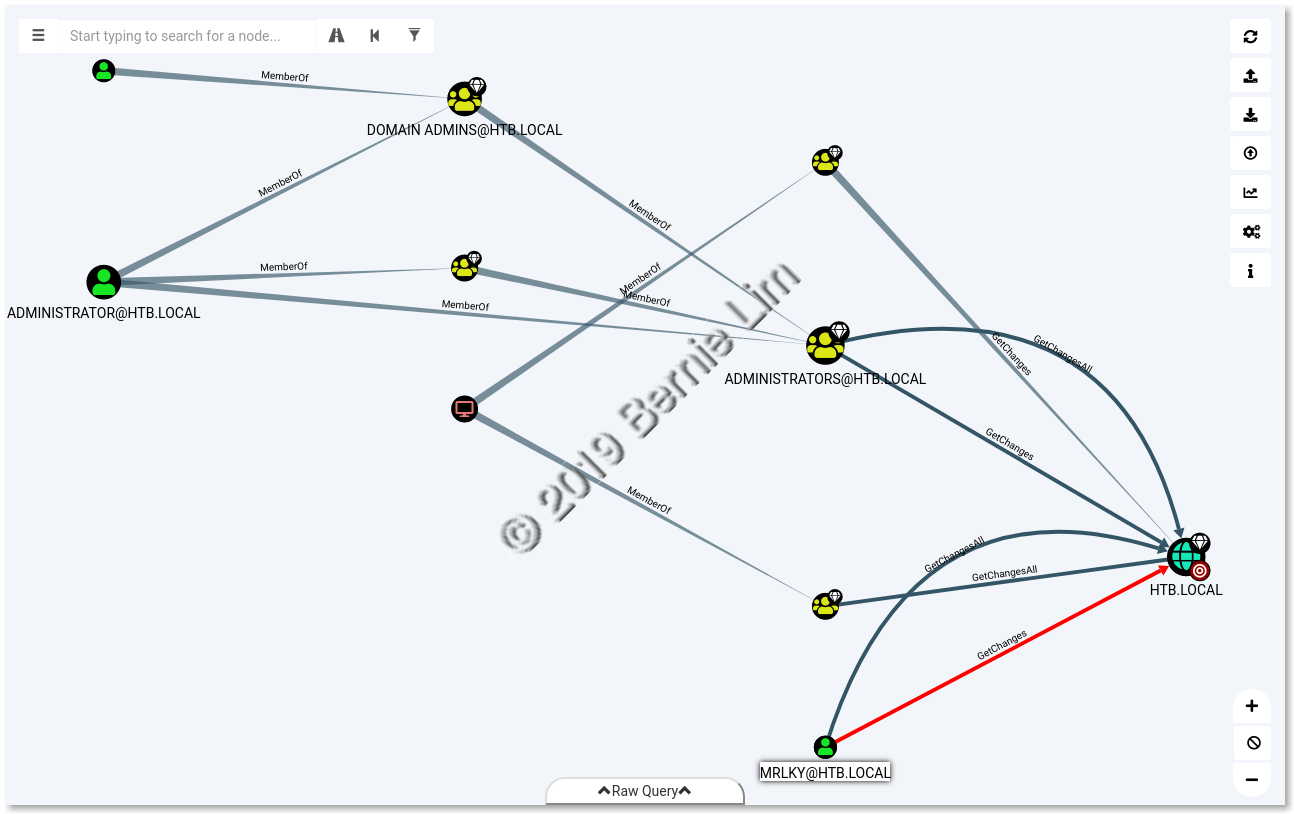 Start typing to search for a node...
MemberOf
DOMAIN ADMINS@HTB.LOCAL
MemberOf
MemberOf
MemberOf
MemberOf
MemberOf
MemberOf
ADMINISTRATOR@HTB.LOCAL
GetChanges
GetChangesAll
ADMINISTRATORS@HTB.LOCAL
GetChanges
MemberOf
© 2019 Bernie Lim
GetChangesAll
GetChangesAll
HTB.LOCAL
GetChanges
MRLKY@HTB.LOCAL
Raw Query